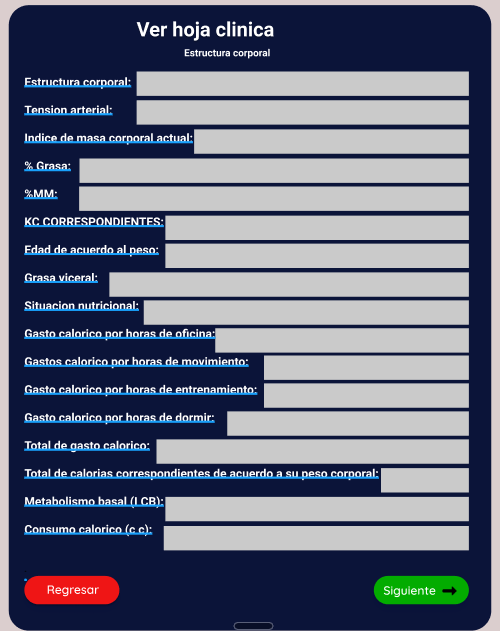 Ver hoja clinica
Estructura corporal
Estructura corporal:
Tension arterial:
Indice de masa corporal actual:
% Grasa:
%MM:
KC CORRESPONDIENTES:
Edad de acuerdo al peso:
Grasa viceral:
Situacion nutricional:
Gasto calorico por horas de oficina:
Gastos calorico por horas de movimiento:
Gasto calorico por horas de entrenamiento:
Gasto calorico por horas de dormir:
Total de gasto calorico:
Total de calorias correspondientes de acuerdo a su peso corporal:
Metabolismo basal (LCB):
Consumo calorico (c c):
Regresar
Siguiente